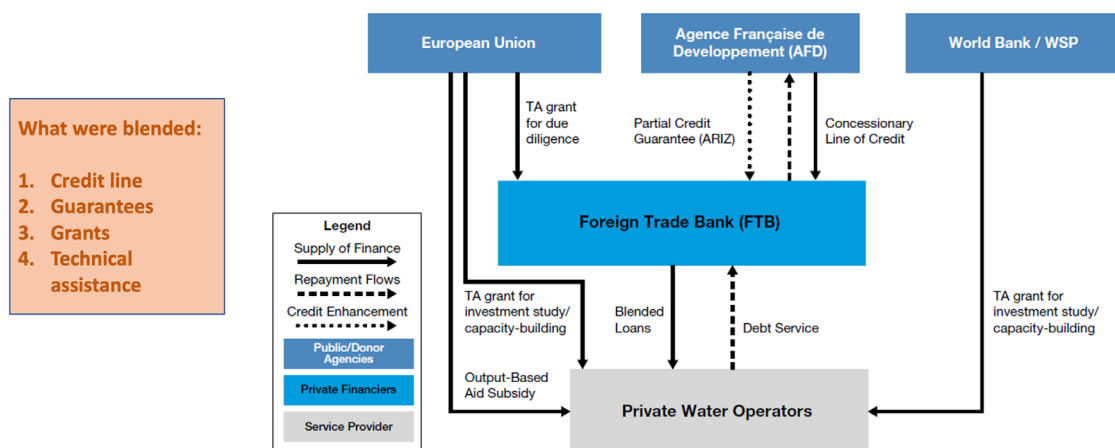 European Union
Agence Française de
Developpement (AFD)
World Bank / WSP
What were blended:
1. Credit line
2. Guarantees
3. Grants
4. Technical
assistance
TA grant
for due
diligence
Partial Credit
Guarantee (ARIZ)
Concessionary
Line of Credit
Foreign Trade Bank (FTB)
Legend
Supply of Finance
Repayment Flows
Credit Enhancement
Public/Donor
Agencies
Private Financiers
Service Provider
TA grant for
investment study/
capacity-building
Blended
Loans
Debt Service
TA grant for
investment study/
capacity-building
Output-Based
Aid Subsidy
Private Water Operators